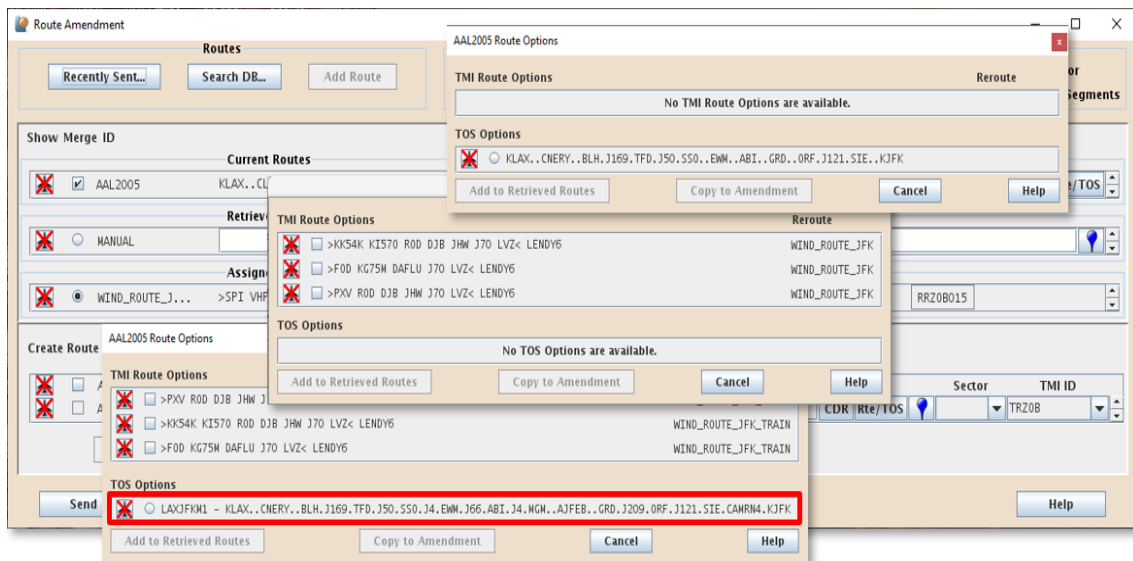 Route Amendment
Routes
Recently Sent... Search DB... Add Route
Segments
Show Merge ID
Current Routes
AAL2005 KLAX..CL /TOS
Retriev
MANUAL
Assigne
WIND_ROUTE_J... >SPI VHP RRZOB015
Create Route
Sector TMI ID
CDR Rte/TOS TRZ0B
Send Help
AAL2005 Route Options
TMI Route Options Reroute
No TMI Route Options are available.
TOS Options
KLAX..CNERY..BLH.J169.TFD.J50.SSO..EWM..ABI..GRD..ORF.J121.SIE..KJFK
Add to Retrieved Routes Copy to Amendment Cancel Help
TMI Route Options Reroute
>KK54K KI57O ROD DJB JHW J70 LVZ< LENDY6 WIND_ROUTE_JFK
>FOD KG75M DAFLU J70 LVZ< LENDY6 WIND_ROUTE_JFK
>PXV ROD DJB JHW J70 LVZ< LENDY6 WIND_ROUTE_JFK
TOS Options
No TOS Options are available.
Add to Retrieved Routes Copy to Amendment Cancel Help
AAL2005 Route Options
TMI Route Options
>PXV ROD DJB JHW J
>KK54K KI57O ROD DJB JHW J70 LVZ< LENDY6 WIND_ROUTE_JFK_TRAIN
>FOD KG75M DAFLU J70 LVZ< LENDY6 WIND_ROUTE_JFK_TRAIN
TOS Options
LAXJFKM1 - KLAX..CNERY..BLH.J169.TFD.J50.SSO.J4.EWM.J66.ABI.J4.MGM..AJFEB..GRD.J209.ORF.J121.SIE.CAMRN4.KJFK
Add to Retrieved Routes Copy to Amendment Cancel Help